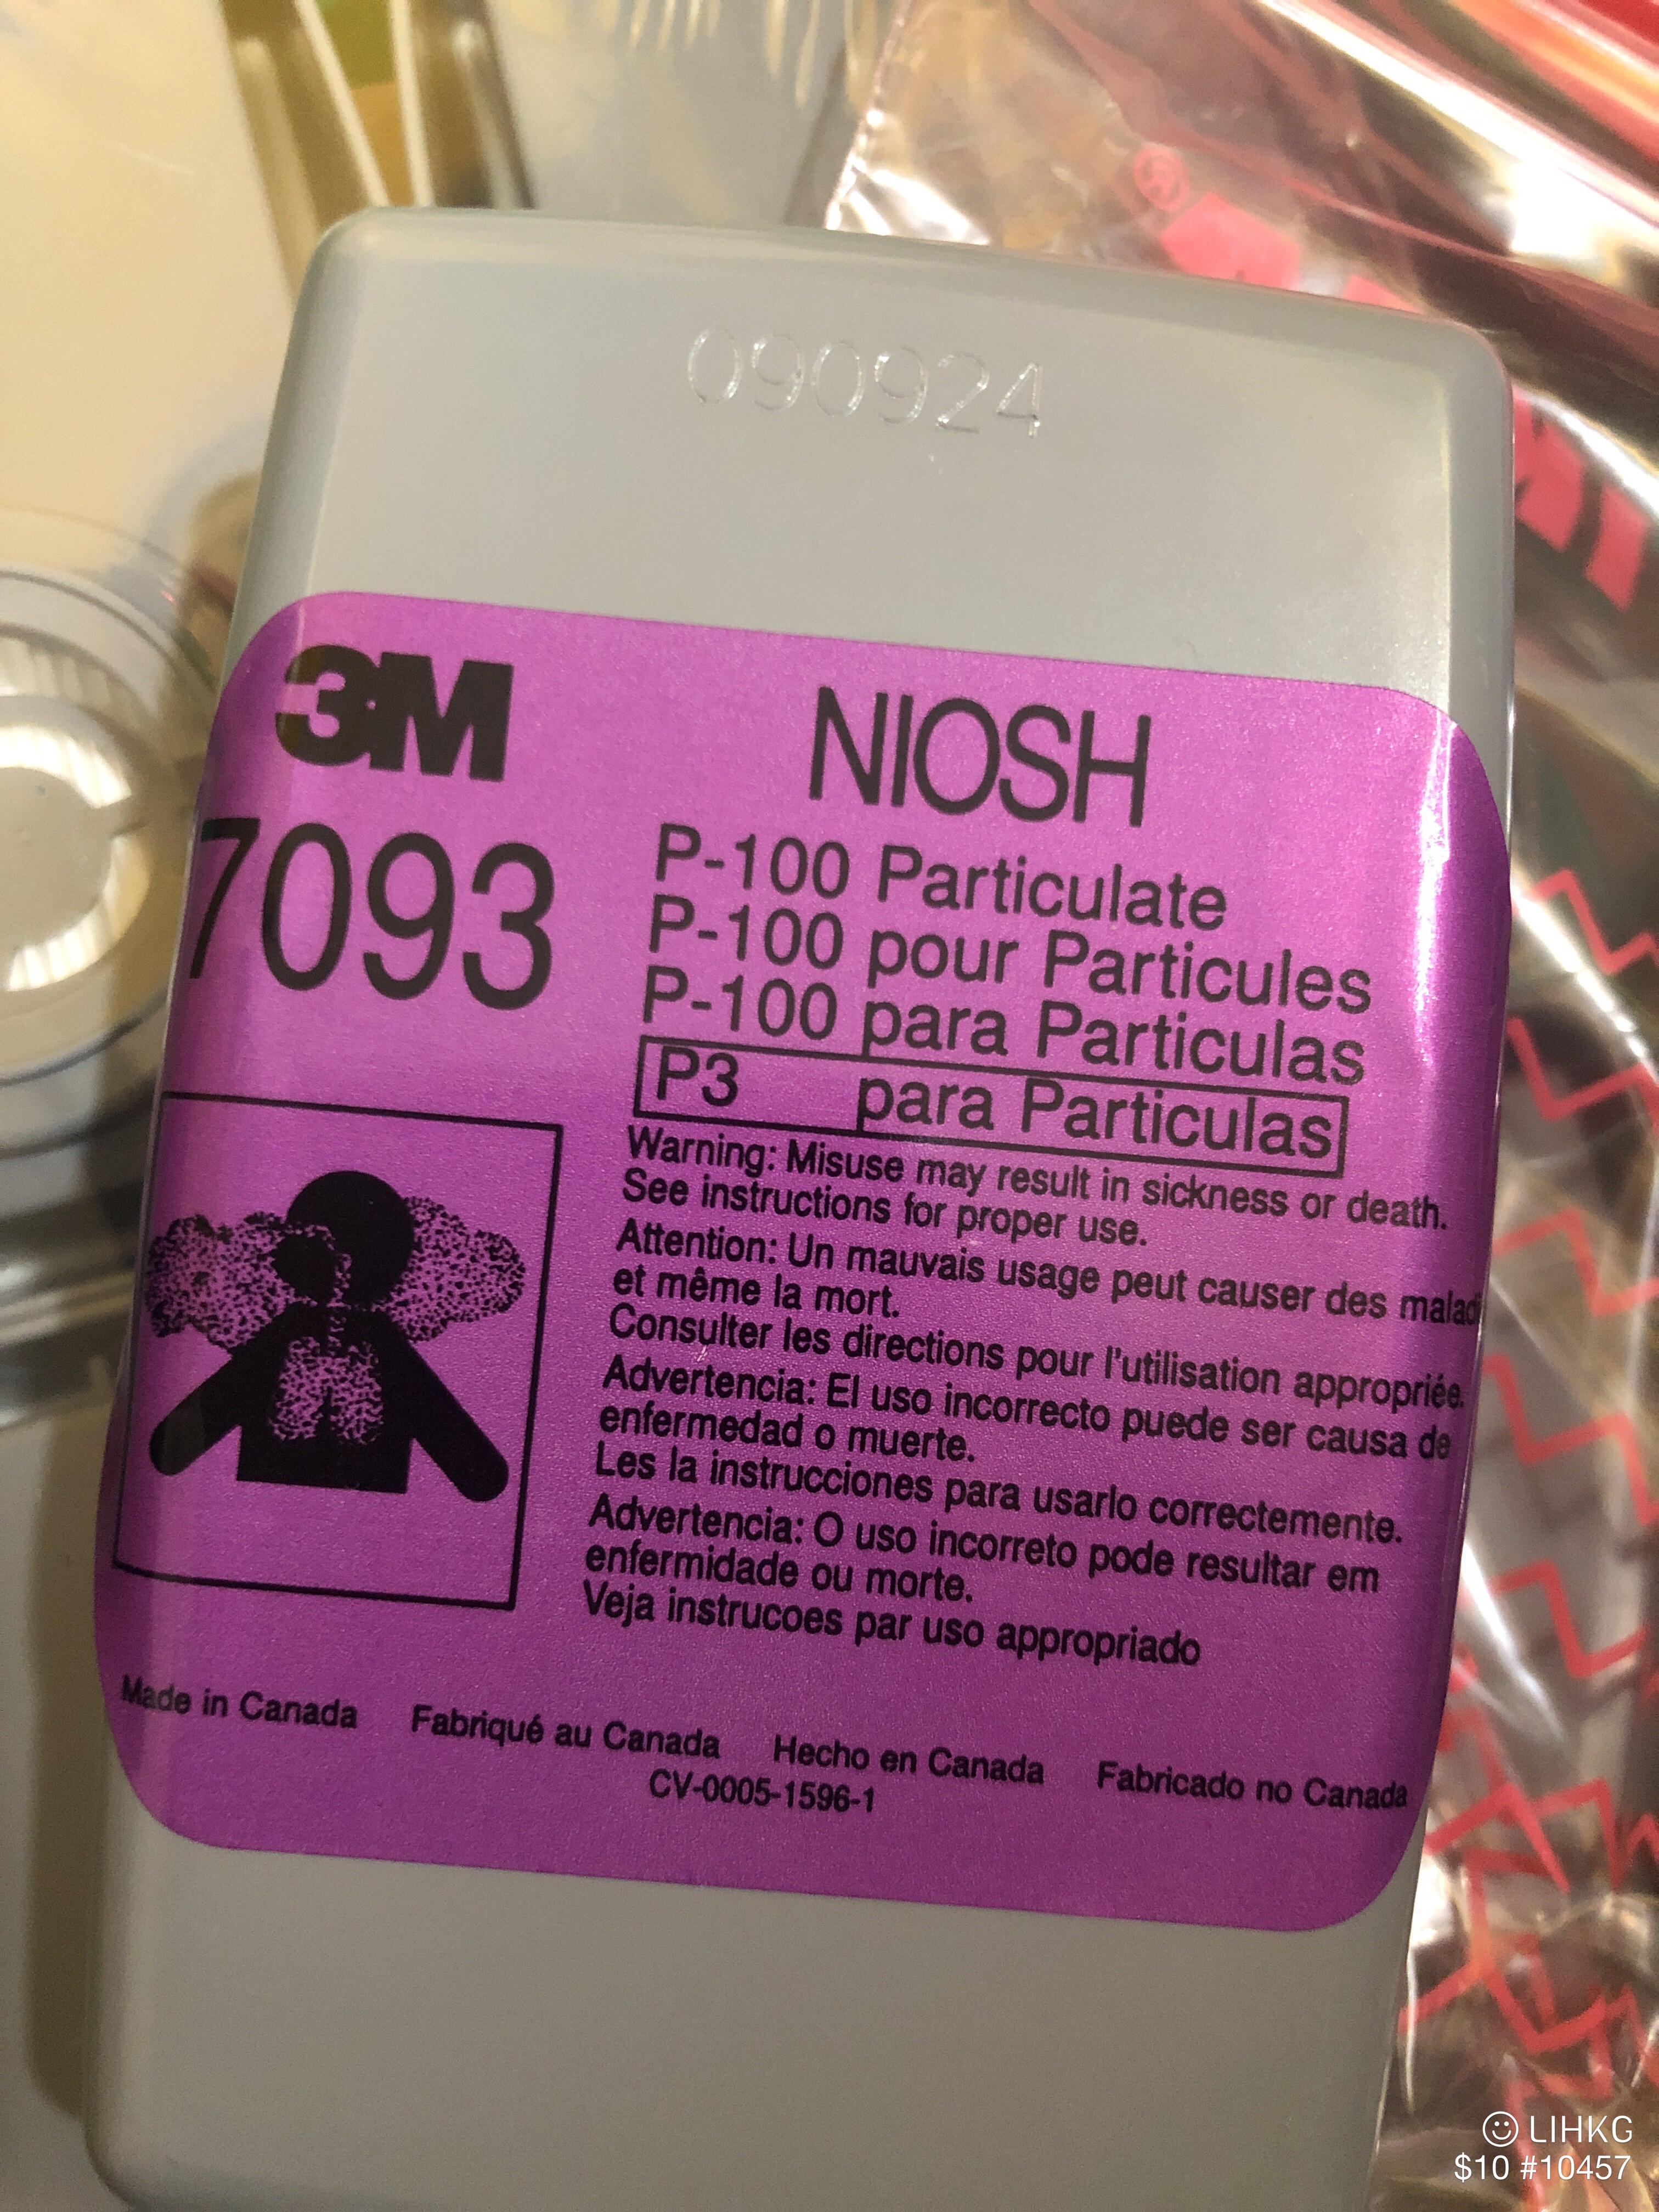 090924
3M
NIOSH
7093
P-100 Particulate
P-100 pour Particules
P-100 para Particulas
P3 para Particulas
Warning: Misuse may result in sickness or death.
See instructions for proper use.
Attention: Un mauvais usage peut causer des malad
et même la mort.
Consulter les directions pour l'utilisation appropriée.
Advertencia: El uso incorrecto puede ser causa de
enfermedad o muerte.
Les la instrucciones para usarlo correctemente.
Advertencia: O uso incorreto pode resultar em
enfermidade ou morte.
Veja instrucoes par uso appropriado
Made in Canada Fabriqué au Canada Hecho en Canada Fabricado no Canada
CV-0005-1596-1
LIHKG
$10 #10457